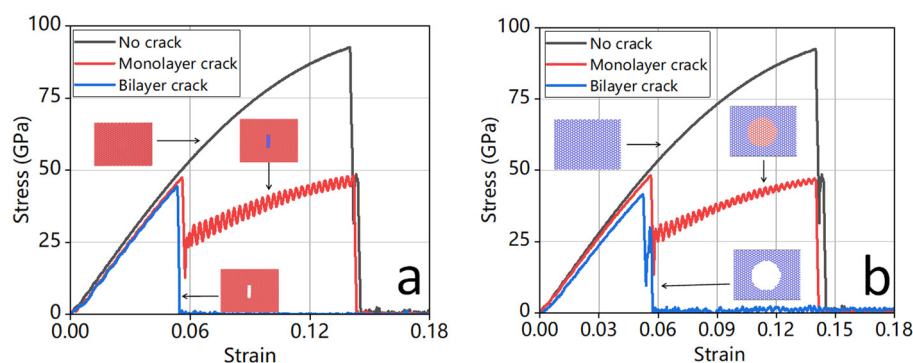 100
75
50
25
0
Stress (GPa)
No crack
Monolayer crack
Bilayer crack
a
0.00 0.06 0.12 0.18
Strain
100
75
50
25
0
Stress (GPa)
No crack
Monolayer crack
Bilayer crack
b
0.00 0.03 0.06 0.09 0.12 0.15 0.18
Strain